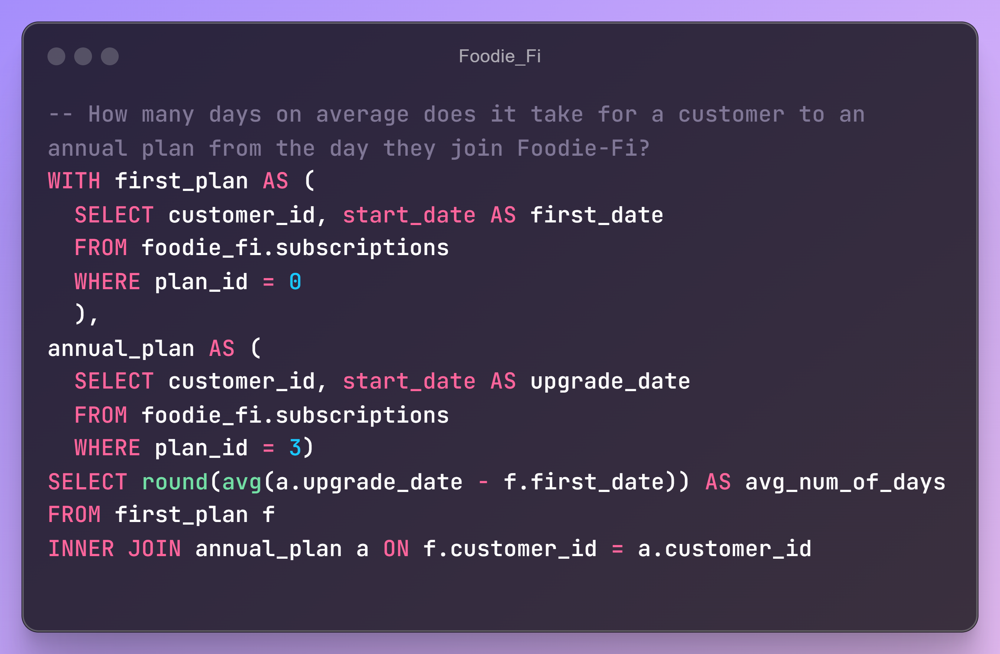 Foodie_Fi
-- How many days on average does it take for a customer to an
annual plan from the day they join Foodie-Fi?
WITH first_plan AS (
  SELECT customer_id, start_date AS first_date
  FROM foodie_fi.subscriptions
  WHERE plan_id = 0
  ),
annual_plan AS (
  SELECT customer_id, start_date AS upgrade_date
  FROM foodie_fi.subscriptions
  WHERE plan_id = 3)
SELECT round(avg(a.upgrade_date - f.first_date)) AS avg_num_of_days
FROM first_plan f
INNER JOIN annual_plan a ON f.customer_id = a.customer_id